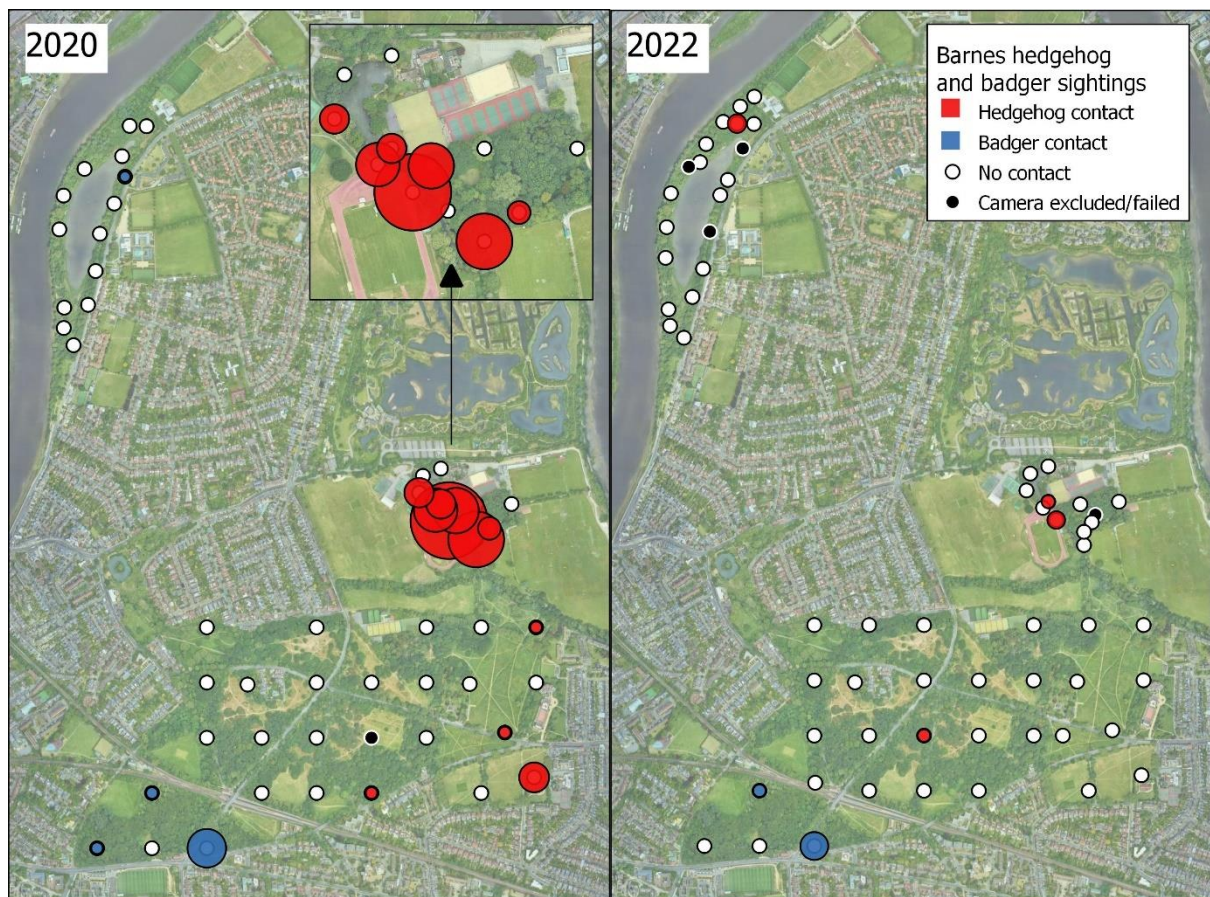 2020
2022
Barnes hedgehog
and badger sightings
Hedgehog contact
Badger contact
No contact
Camera excluded/failed